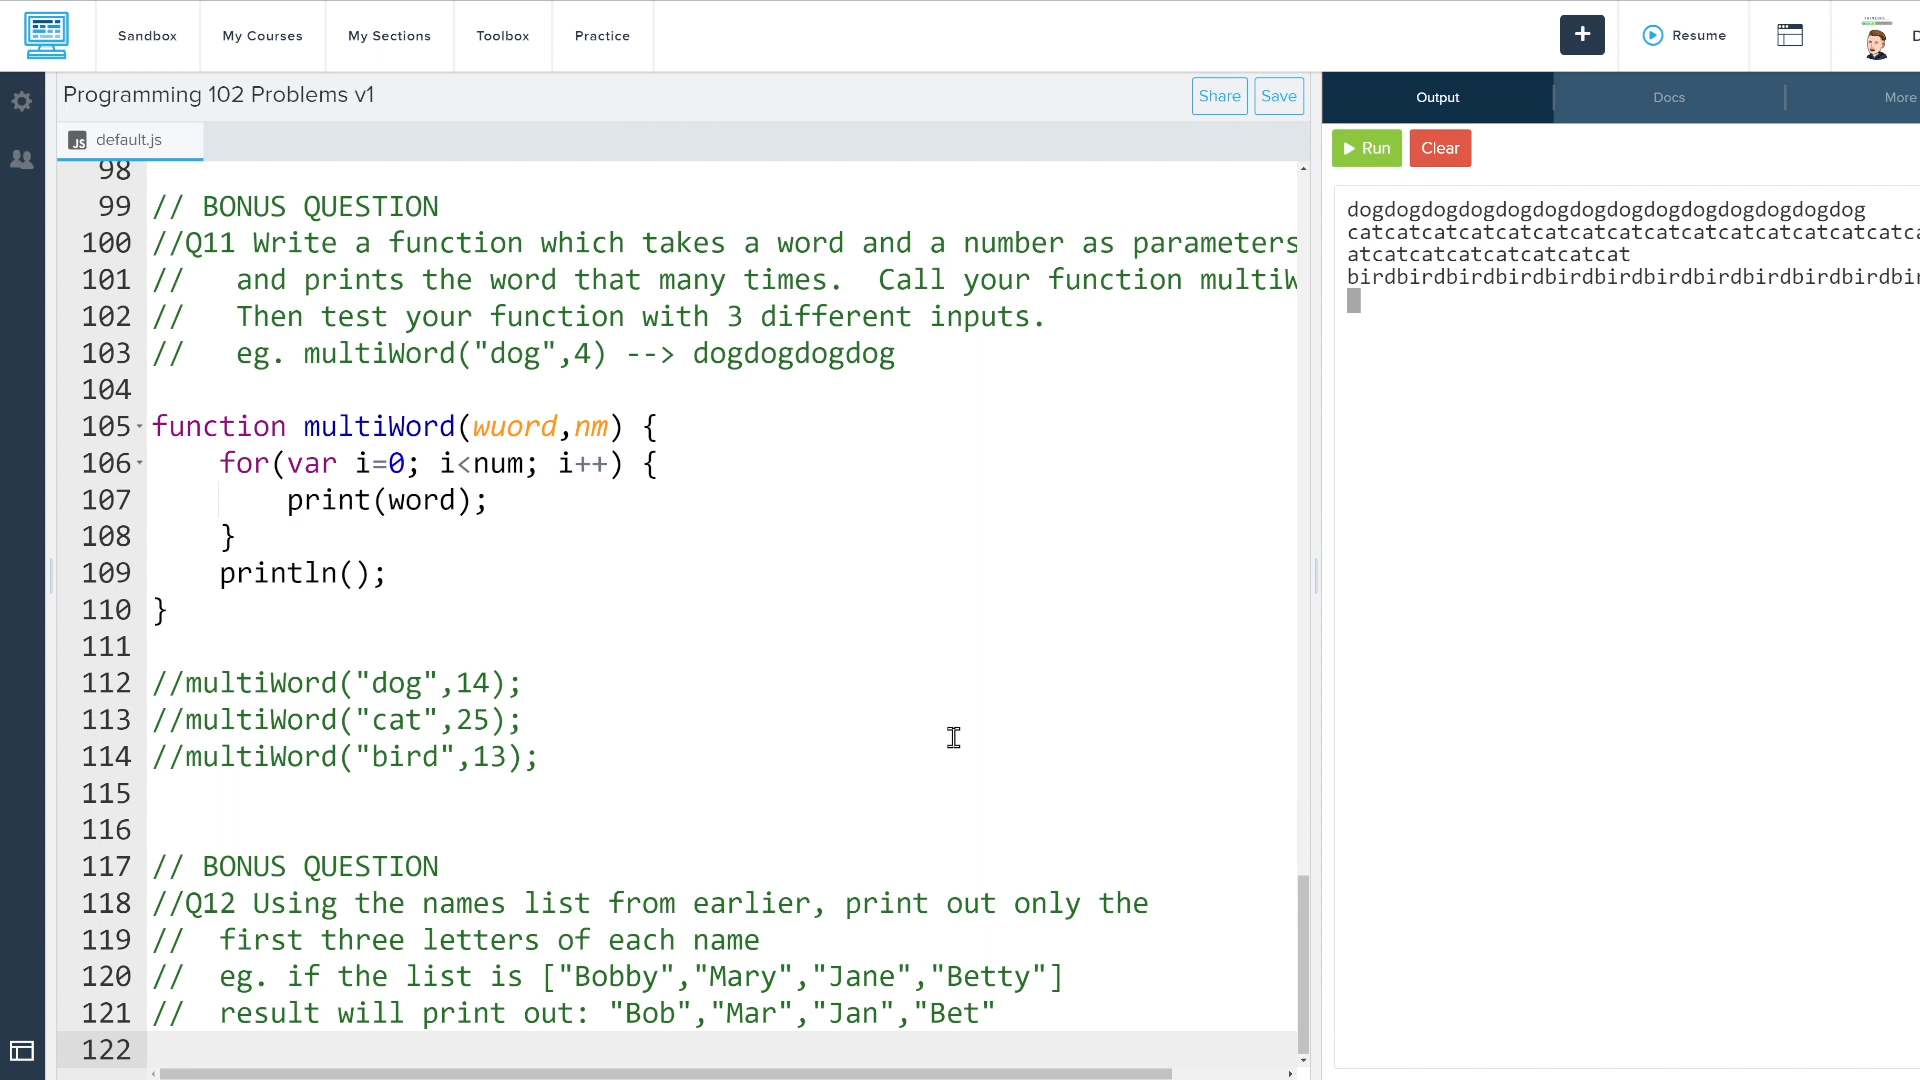 Sandbox
My Courses
My Sections
Toolbox
Practice
+
Resume
Programming 102 Problems v1
Share
Save
JS default.js
Output
Docs
More
Run
Clear
98
99 // BONUS QUESTION
100 //Q11 Write a function which takes a word and a number as parameters
101 //   and prints the word that many times.  Call your function multiW
102 //   Then test your function with 3 different inputs.
103 //   eg. multiWord("dog",4) --> dogdogdogdog
104
105 function multiWord(wuord,nm) {
106     for(var i=0; i<num; i++) {
107         print(word);
108     }
109     println();
110 }
111
112 //multiWord("dog",14);
113 //multiWord("cat",25);
114 //multiWord("bird",13);
115
116
117 // BONUS QUESTION
118 //Q12 Using the names list from earlier, print out only the
119 //  first three letters of each name
120 //  eg. if the list is ["Bobby","Mary","Jane","Betty"]
121 //  result will print out: "Bob","Mar","Jan","Bet"
122
dogdogdogdogdogdogdogdogdogdogdogdogdogdog
catcatcatcatcatcatcatcatcatcatcatcatcatcatcatc
atcatcatcatcatcatcatcat
birdbirdbirdbirdbirdbirdbirdbirdbirdbirdbirdbir